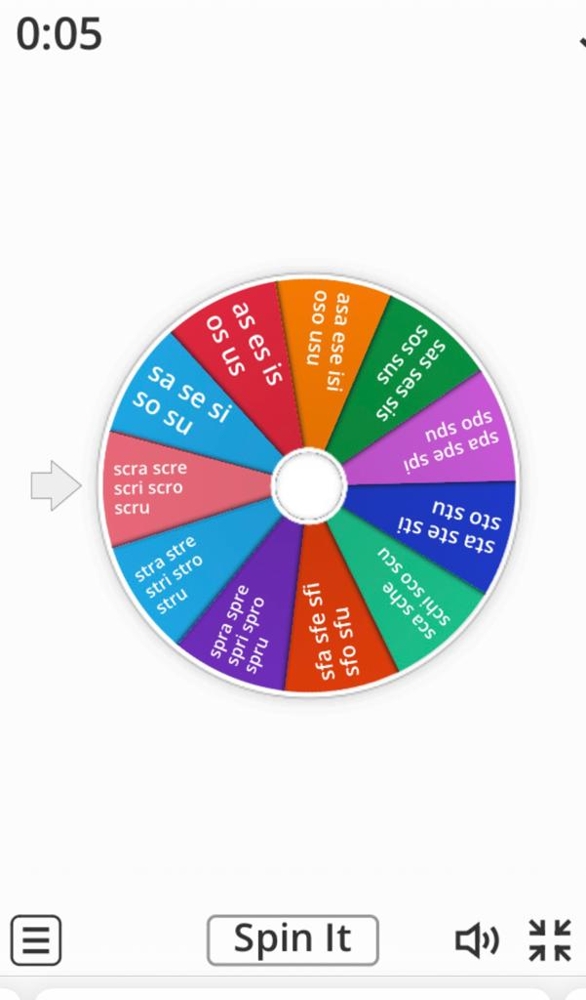 0:05
as es is
os us
asa ese isi
oso usu
sas ses sis
sos sus
spa spe spi
spo spu
sta ste sti
sto stu
sca sche
schi sco scu
sfa sfe sfi
sfo sfu
spra spre
spri spro
spru
stra stre
stri stro
stru
scra scre
scri scro
scru
sa se si
so su
Spin It